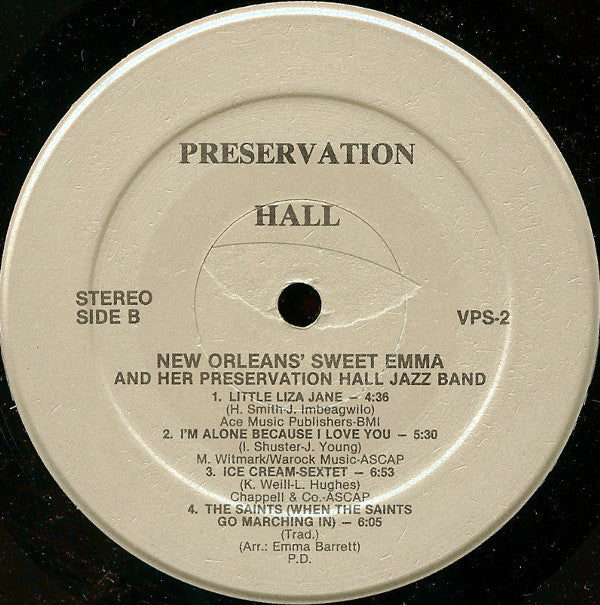 PRESERVATION
HALL
STEREO
SIDE B
VPS-2
NEW ORLEANS' SWEET EMMA
AND HER PRESERVATION HALL JAZZ BAND
1. LITTLE LIZA JANE – 4:36
(H. Smith-J. Imbeagwilo)
Ace Music Publishers-BMI
2. I'M ALONE BECAUSE I LOVE YOU – 5:30
(I. Shuster-J. Young)
M. Witmark/Warock Music-ASCAP
3. ICE CREAM-SEXTET – 6:53
(K. Weill-L. Hughes)
Chappell & Co.-ASCAP
4. THE SAINTS (WHEN THE SAINTS
GO MARCHING IN) – 6:05
(Trad.)
(Arr.: Emma Barrett)
P.D.